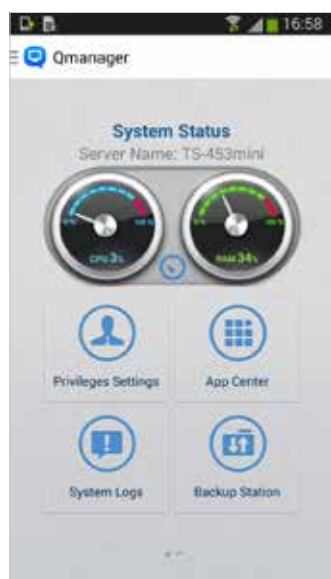 16:58
Qmanager
System Status
Server Name: TS-453mini
CPU 3%
RAM 34%
Privileges Settings
App Center
System Logs
Backup Station